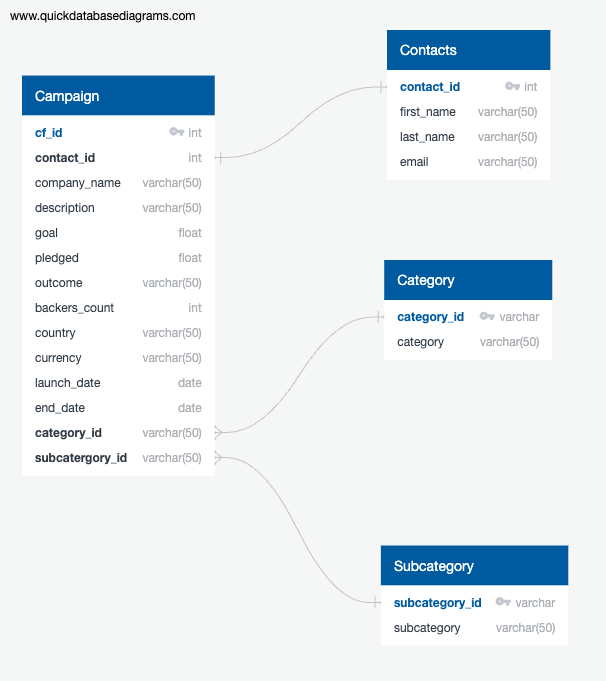 www.quickdatabasediagrams.com
Campaign
cf_id int
contact_id int
company_name varchar(50)
description varchar(50)
goal float
pledged float
outcome varchar(50)
backers_count int
country varchar(50)
currency varchar(50)
launch_date date
end_date date
category_id varchar(50)
subcatergory_id varchar(50)
Contacts
contact_id int
first_name varchar(50)
last_name varchar(50)
email varchar(50)
Category
category_id varchar
category varchar(50)
Subcategory
subcategory_id varchar
subcategory varchar(50)